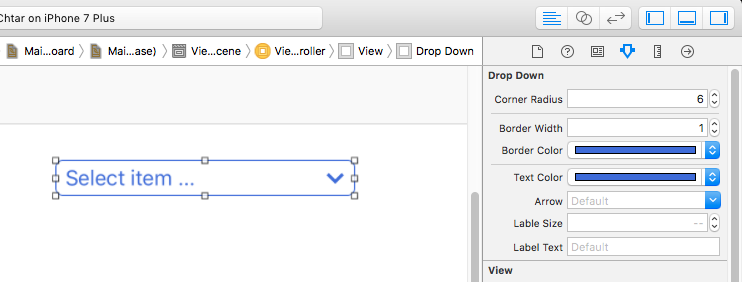 Chtar on iPhone 7 Plus
Mai...oard Mai...ase) Vie...cene Vie...roller View Drop Down
Drop Down
Corner Radius 6
Border Width 1
Border Color
Select item ...
Text Color
Arrow Default
Lable Size --
Label Text Default
View